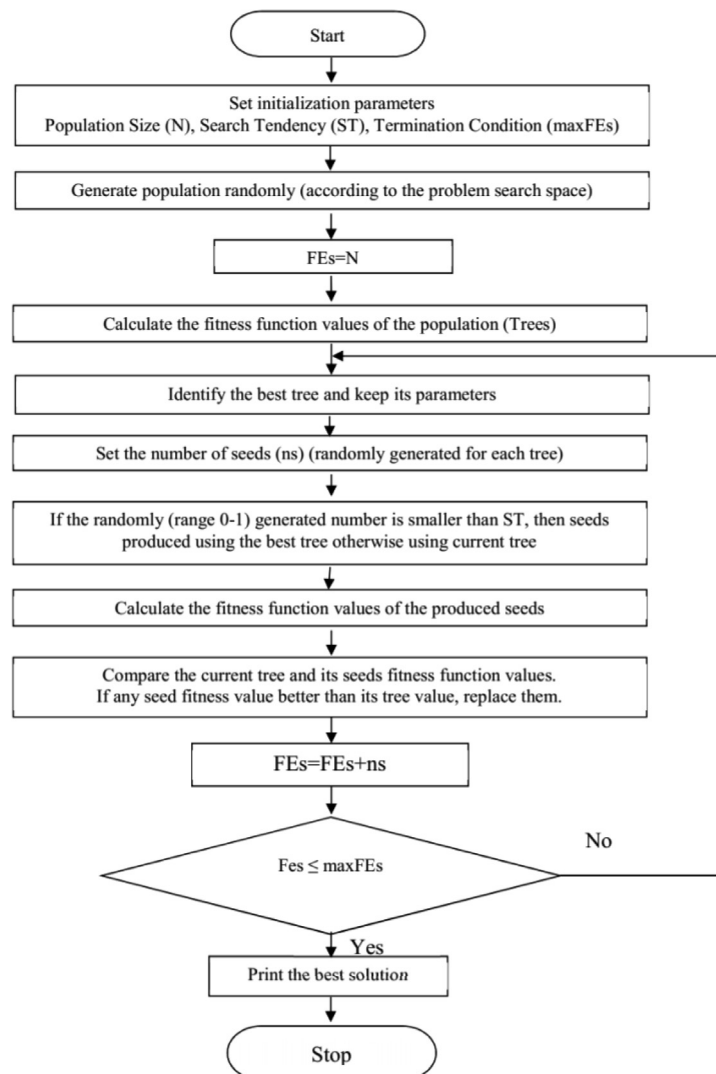 Start
Set initialization parameters
Population Size (N), Search Tendency (ST), Termination Condition (maxFEs)
Generate population randomly (according to the problem search space)
FEs=N
Calculate the fitness function values of the population (Trees)
Identify the best tree and keep its parameters
Set the number of seeds (ns) (randomly generated for each tree)
If the randomly (range 0-1) generated number is smaller than ST, then seeds
produced using the best tree otherwise using current tree
Calculate the fitness function values of the produced seeds
Compare the current tree and its seeds fitness function values.
If any seed fitness value better than its tree value, replace them.
FEs=FEs+ns
No
Fes ≤ maxFEs
Yes
Print the best solution
Stop